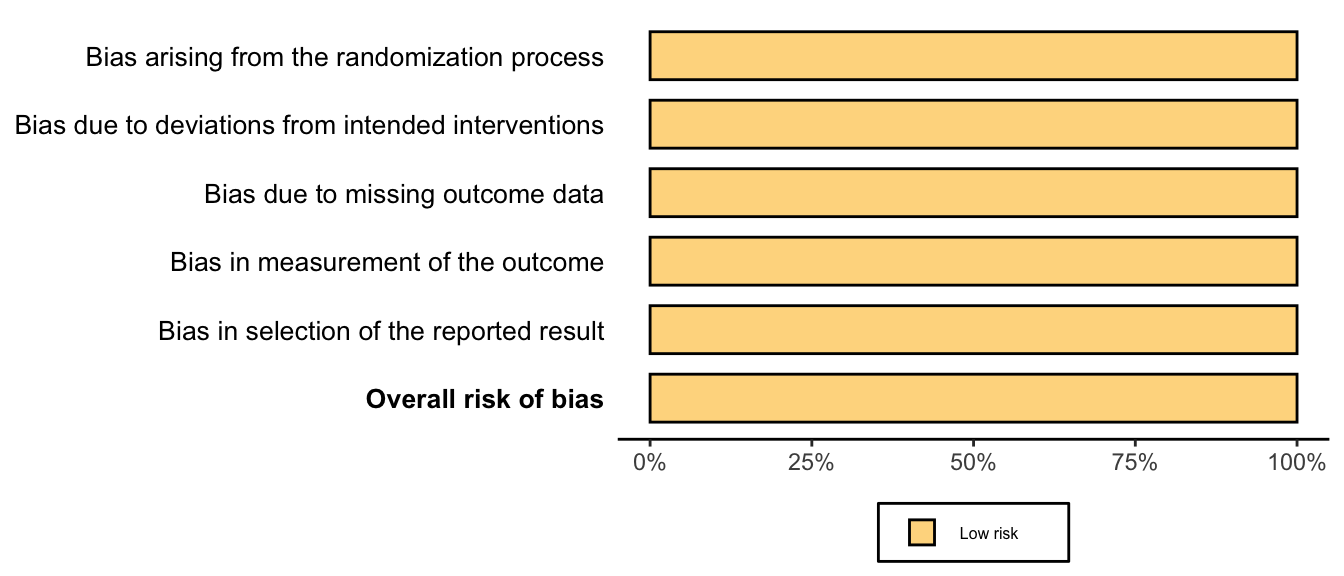 Bias arising from the randomization process
Bias due to deviations from intended interventions
Bias due to missing outcome data
Bias in measurement of the outcome
Bias in selection of the reported result
Overall risk of bias
0% 25% 50% 75% 100%
Low risk